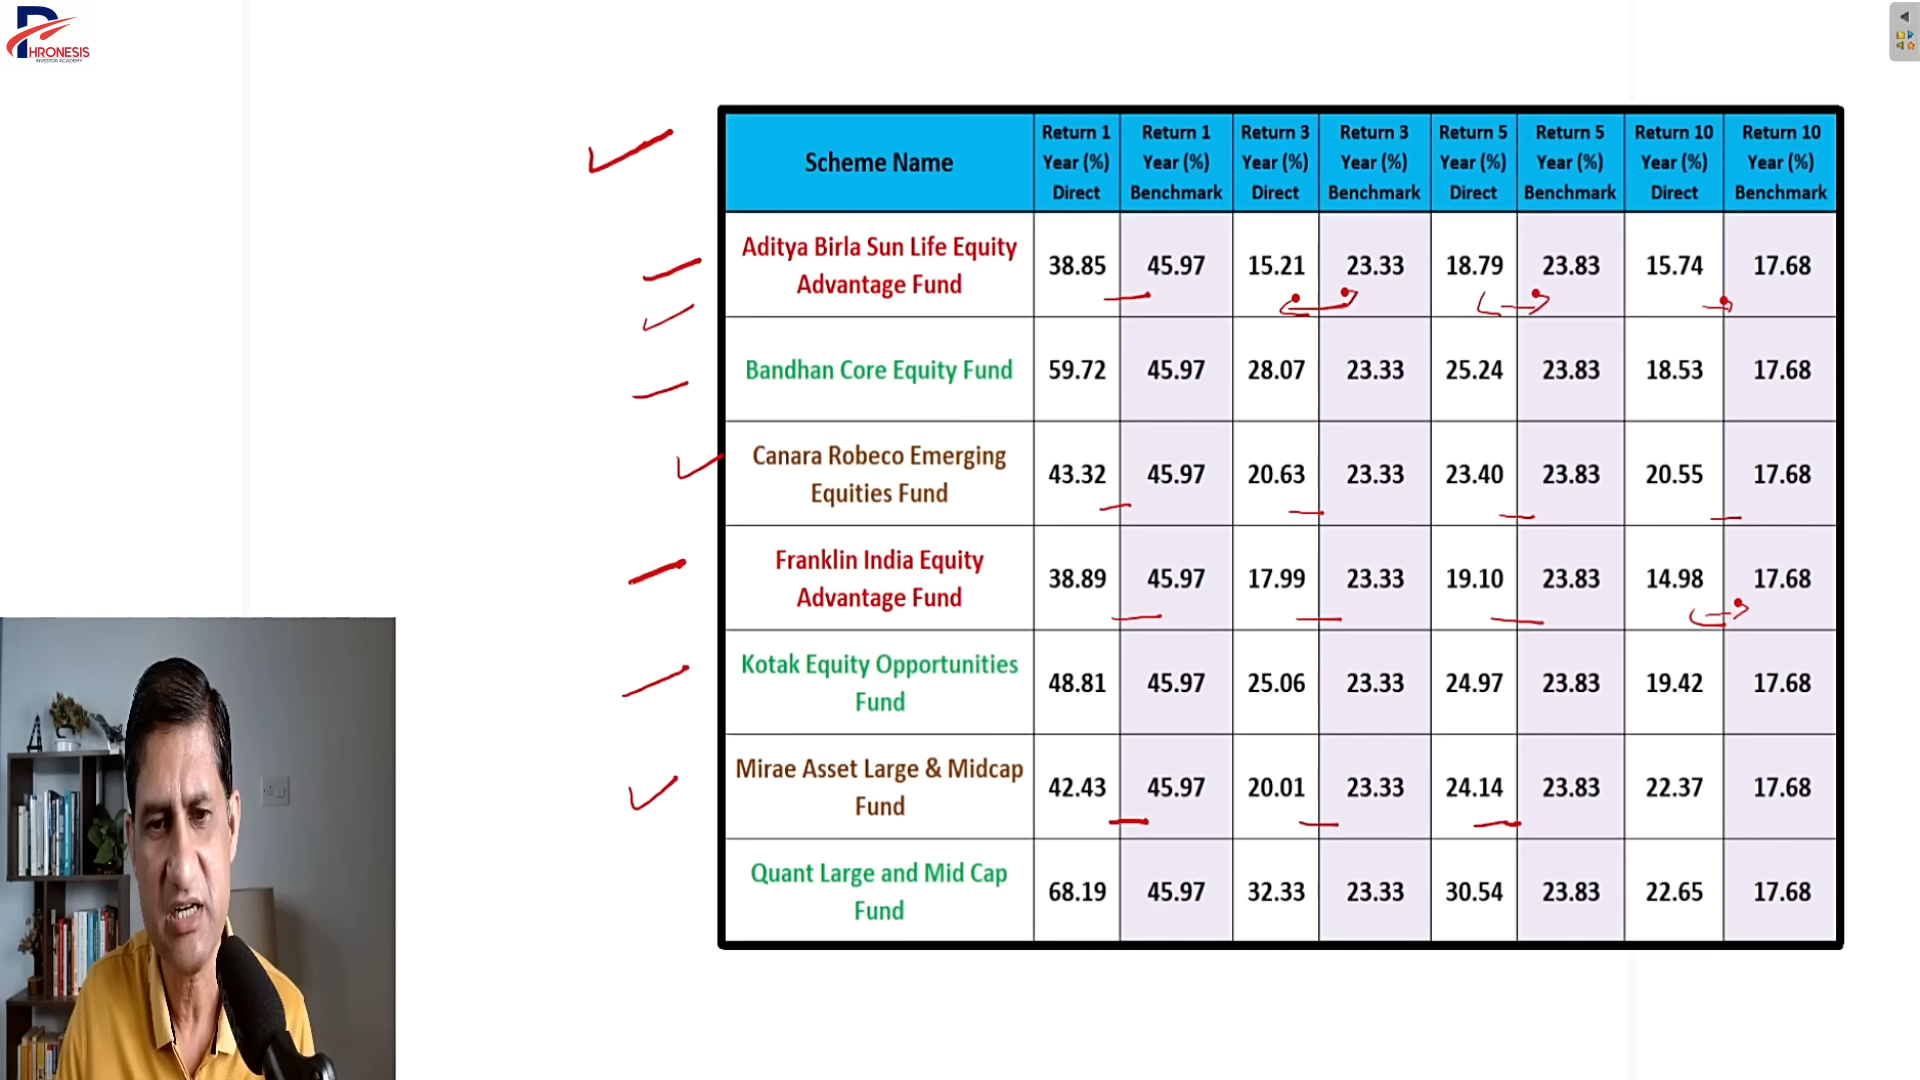 PHRONESIS
INVESTOR ACADEMY
Scheme Name
Return 1 Year (%) Direct
Return 1 Year (%) Benchmark
Return 3 Year (%) Direct
Return 3 Year (%) Benchmark
Return 5 Year (%) Direct
Return 5 Year (%) Benchmark
Return 10 Year (%) Direct
Return 10 Year (%) Benchmark
Aditya Birla Sun Life Equity Advantage Fund 38.85 45.97 15.21 23.33 18.79 23.83 15.74 17.68
Bandhan Core Equity Fund 59.72 45.97 28.07 23.33 25.24 23.83 18.53 17.68
Canara Robeco Emerging Equities Fund 43.32 45.97 20.63 23.33 23.40 23.83 20.55 17.68
Franklin India Equity Advantage Fund 38.89 45.97 17.99 23.33 19.10 23.83 14.98 17.68
Kotak Equity Opportunities Fund 48.81 45.97 25.06 23.33 24.97 23.83 19.42 17.68
Mirae Asset Large & Midcap Fund 42.43 45.97 20.01 23.33 24.14 23.83 22.37 17.68
Quant Large and Mid Cap Fund 68.19 45.97 32.33 23.33 30.54 23.83 22.65 17.68